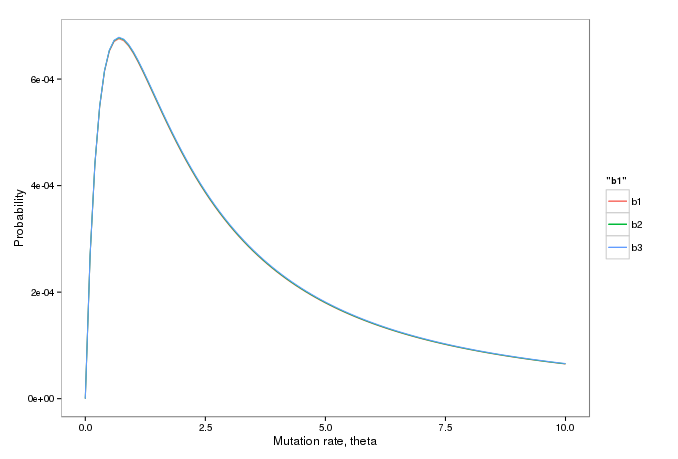 6e-04
4e-04
2e-04
0e+00
Probability
0.0 2.5 5.0 7.5 10.0
Mutation rate, theta
"b1"
b1
b2
b3